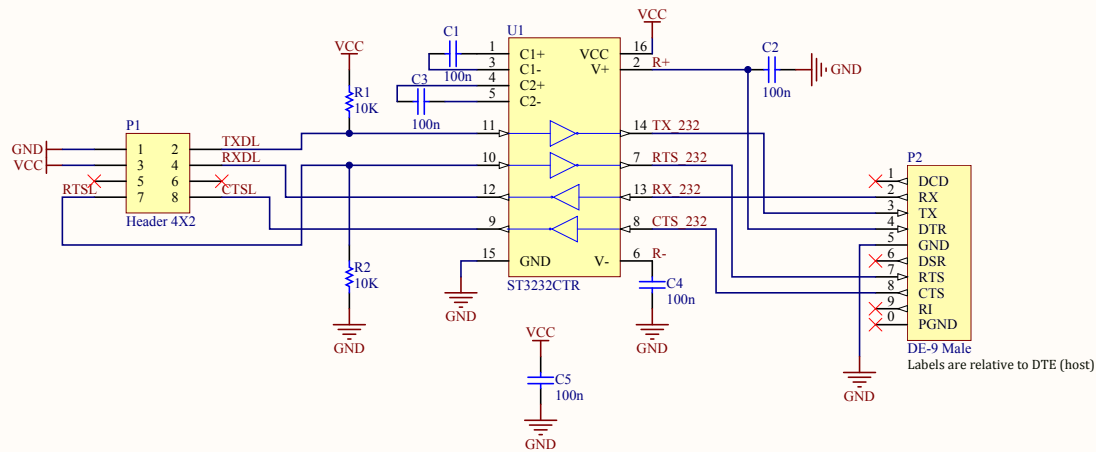 VCC
R1
10K
C1
100n
C3
100n
U1
1 C1+
3 C1-
4 C2+
5 C2-
11
10
12
9
15 GND
VCC 16
V+ 2
14
7
13
8
V- 6
ST3232CTR
VCC
R+
C2
100n
GND
TX_232
RTS_232
RX_232
CTS_232
R-
C4
100n
GND
P1
GND
VCC
RTSL
1 2
3 4
5 6
7 8
TXDL
RXDL
CTSL
Header 4X2
R2
10K
GND
GND
VCC
C5
100n
GND
P2
1 DCD
2 RX
3 TX
4 DTR
5 GND
6 DSR
7 RTS
8 CTS
9 RI
0 PGND
DE-9 Male
Labels are relative to DTE (host)
GND